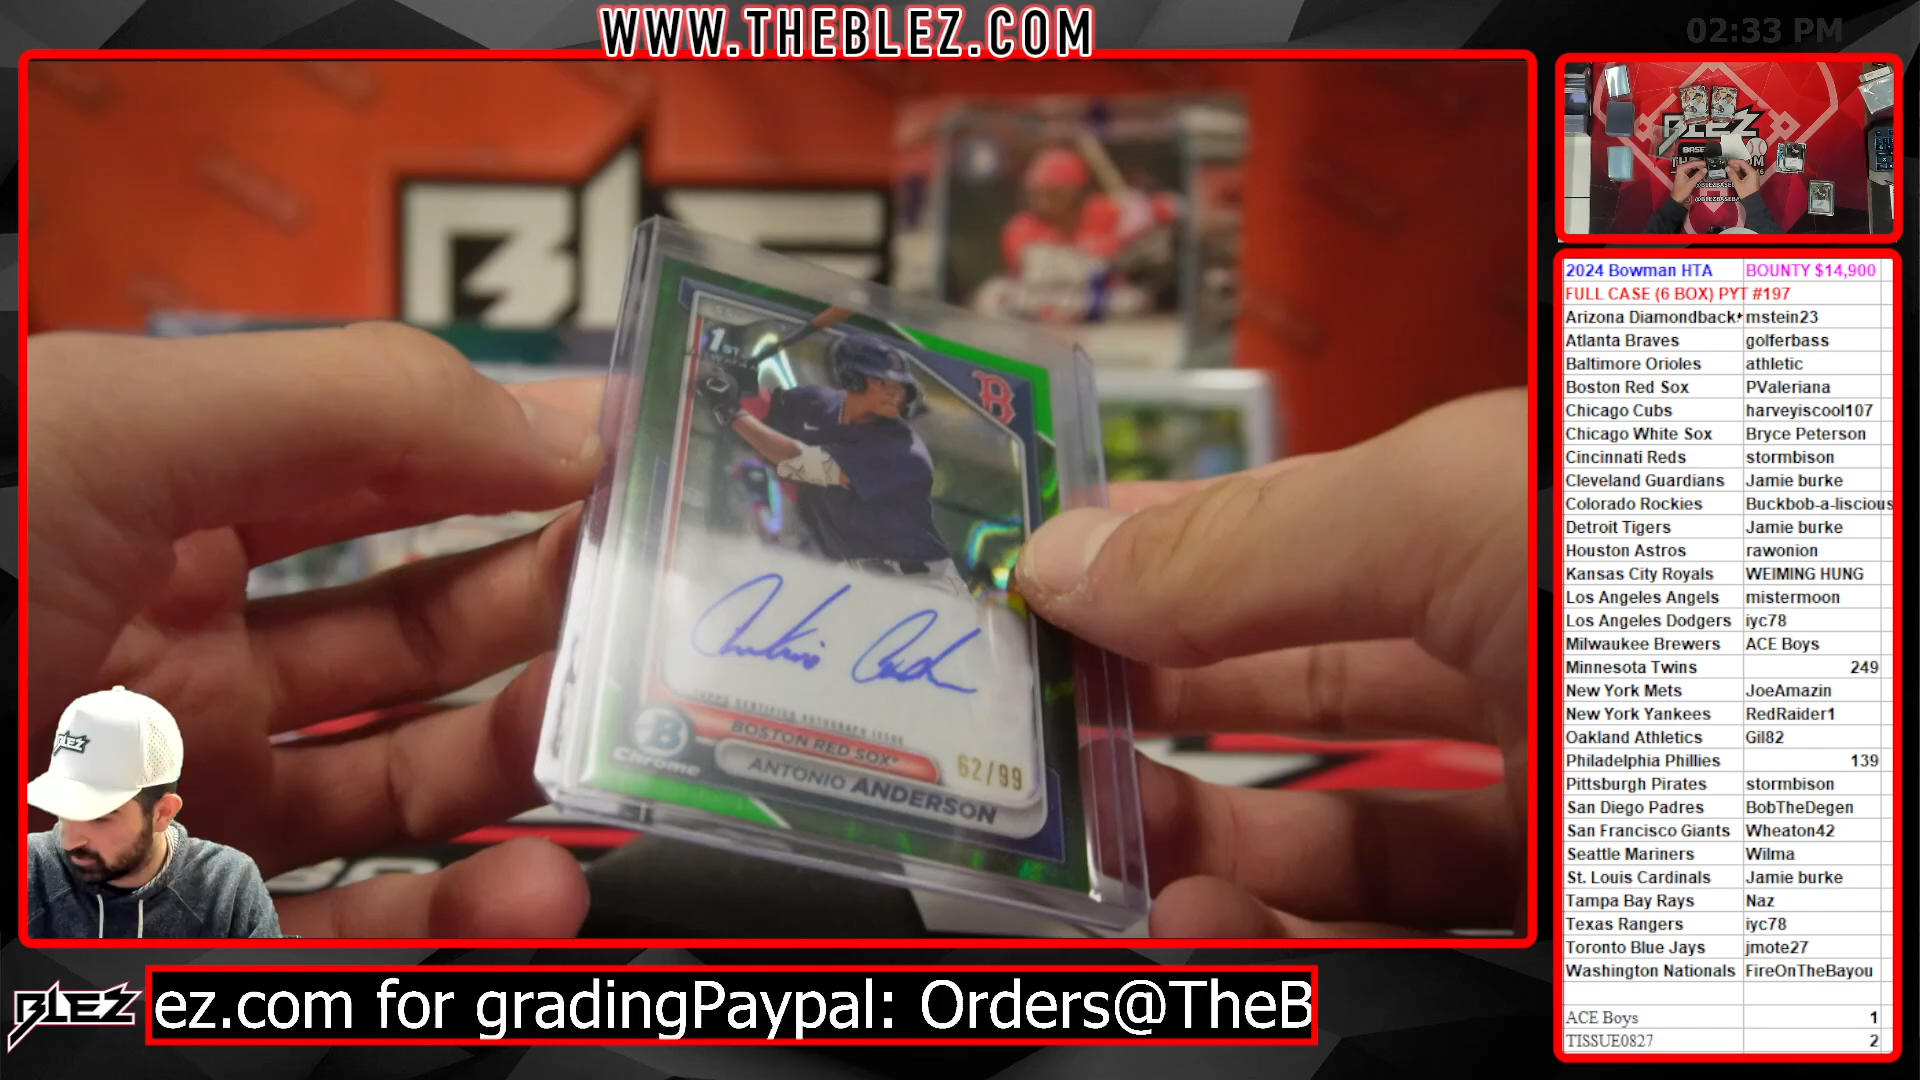 WWW.THEBLEZ.COM
02:33 PM
1ST
B
TOPPS CERTIFIED AUTOGRAPH ISSUE
BOSTON RED SOX
ANTONIO ANDERSON
62/99
B
Chrome
BLEZ
2024 Bowman HTA BOUNTY $14,900
FULL CASE (6 BOX) PYT #197
Arizona Diamondback mstein23
Atlanta Braves golferbass
Baltimore Orioles athletic
Boston Red Sox PValeriana
Chicago Cubs harveyiscool107
Chicago White Sox Bryce Peterson
Cincinnati Reds stormbison
Cleveland Guardians Jamie burke
Colorado Rockies Buckbob-a-liscious
Detroit Tigers Jamie burke
Houston Astros rawonion
Kansas City Royals WEIMING HUNG
Los Angeles Angels mistermoon
Los Angeles Dodgers iyc78
Milwaukee Brewers ACE Boys
Minnesota Twins 249
New York Mets JoeAmazin
New York Yankees RedRaider1
Oakland Athletics Gil82
Philadelphia Phillies 139
Pittsburgh Pirates stormbison
San Diego Padres BobTheDegen
San Francisco Giants Wheaton42
Seattle Mariners Wilma
St. Louis Cardinals Jamie burke
Tampa Bay Rays Naz
Texas Rangers iyc78
Toronto Blue Jays jmote27
Washington Nationals FireOnTheBayou
ACE Boys 1
TISSUE0827 2
BLEZ
ez.com for gradingPaypal: Orders@TheB